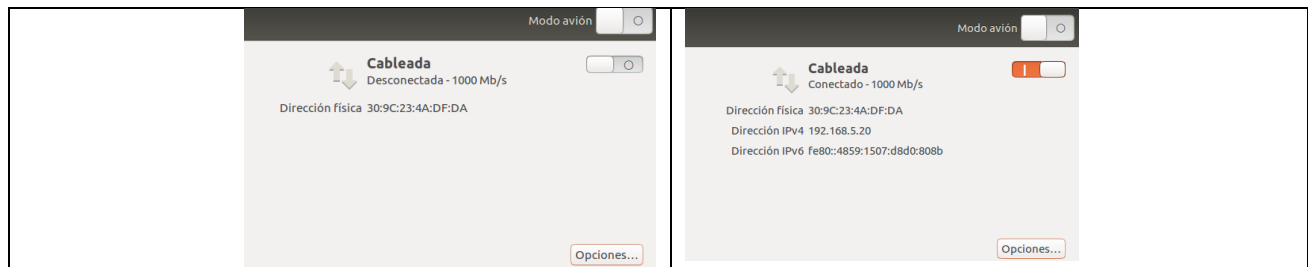 Modo avión
Cableada
Desconectada - 1000 Mb/s
Dirección física 30:9C:23:4A:DF:DA
Opciones...
Modo avión
Cableada
Conectado - 1000 Mb/s
Dirección física 30:9C:23:4A:DF:DA
Dirección IPv4 192.168.5.20
Dirección IPv6 fe80::4859:1507:d8d0:808b
Opciones...